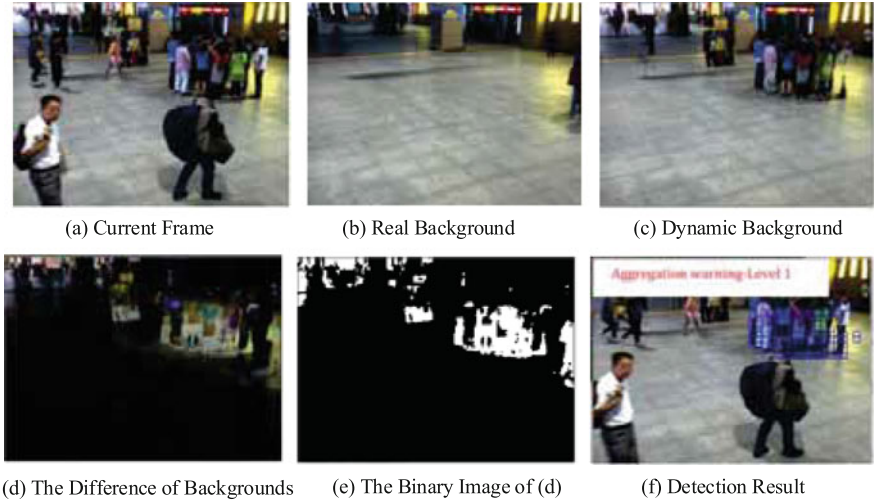 (a) Current Frame
(b) Real Background
(c) Dynamic Background
Aggregation warning-Level 1
(d) The Difference of Backgrounds
(e) The Binary Image of (d)
(f) Detection Result